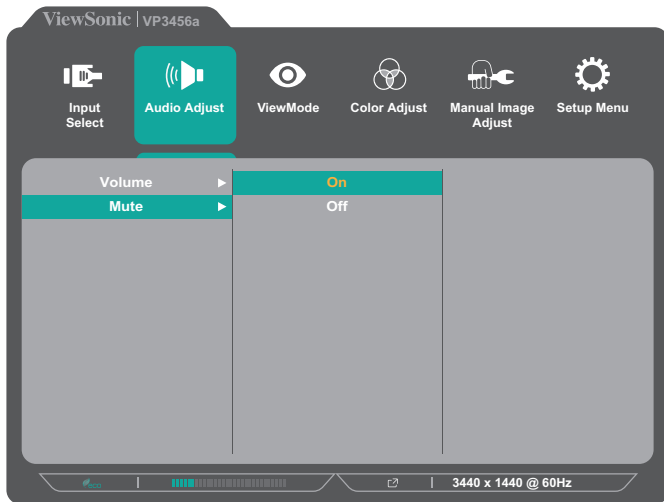 ViewSonic VP3456a
Input Select
Audio Adjust
ViewMode
Color Adjust
Manual Image Adjust
Setup Menu
Volume
On
Mute
Off
eco
3440 x 1440 @ 60Hz